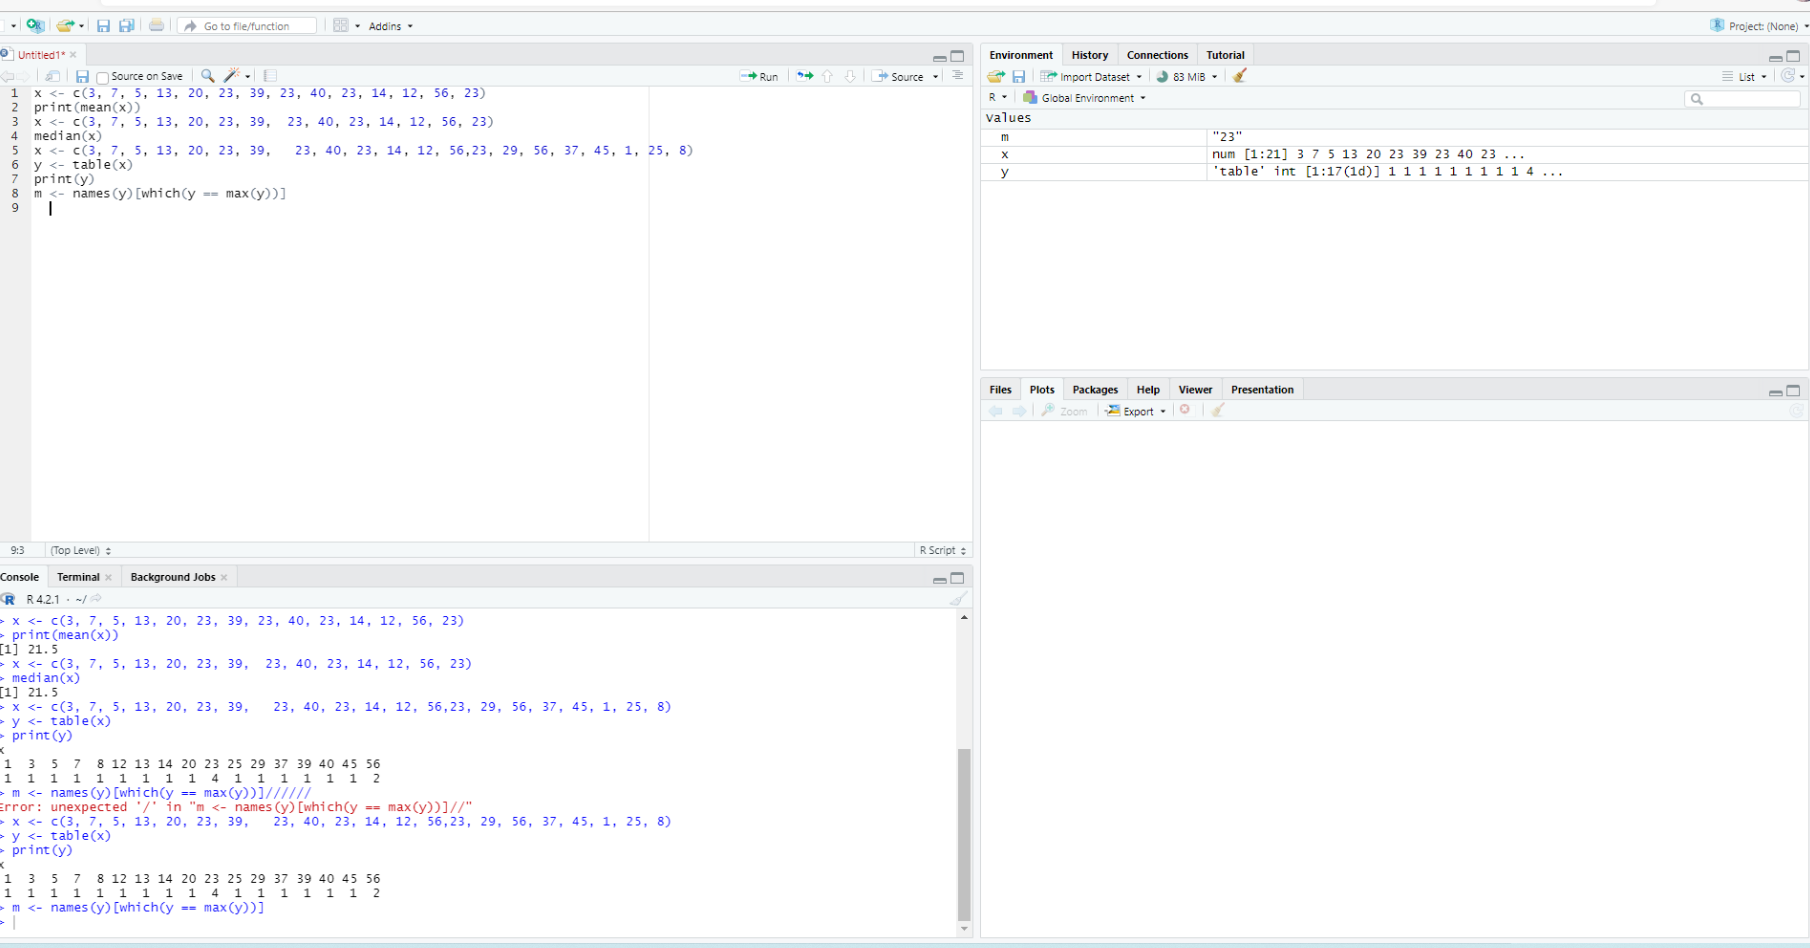 Go to file/function
Addins
Project: (None)
Untitled1*
Source on Save
Run
Source
1 x <- c(3, 7, 5, 13, 20, 23, 39, 23, 40, 23, 14, 12, 56, 23)
2 print(mean(x))
3 x <- c(3, 7, 5, 13, 20, 23, 39,  23, 40, 23, 14, 12, 56, 23)
4 median(x)
5 x <- c(3, 7, 5, 13, 20, 23, 39,   23, 40, 23, 14, 12, 56,23, 29, 56, 37, 45, 1, 25, 8)
6 y <- table(x)
7 print(y)
8 m <- names(y)[which(y == max(y))]
9
9:3 (Top Level) R Script
Console Terminal Background Jobs
R 4.2.1 · ~/
> x <- c(3, 7, 5, 13, 20, 23, 39, 23, 40, 23, 14, 12, 56, 23)
> print(mean(x))
[1] 21.5
> x <- c(3, 7, 5, 13, 20, 23, 39,  23, 40, 23, 14, 12, 56, 23)
> median(x)
[1] 21.5
> x <- c(3, 7, 5, 13, 20, 23, 39,   23, 40, 23, 14, 12, 56,23, 29, 56, 37, 45, 1, 25, 8)
> y <- table(x)
> print(y)
x
1 3 5 7 8 12 13 14 20 23 25 29 37 39 40 45 56
1 1 1 1 1 1 1 1 1 4 1 1 1 1 1 1 2
> m <- names(y)[which(y == max(y))]//////
Error: unexpected '/' in "m <- names(y)[which(y == max(y))]//"
> x <- c(3, 7, 5, 13, 20, 23, 39,   23, 40, 23, 14, 12, 56,23, 29, 56, 37, 45, 1, 25, 8)
> y <- table(x)
> print(y)
x
1 3 5 7 8 12 13 14 20 23 25 29 37 39 40 45 56
1 1 1 1 1 1 1 1 1 4 1 1 1 1 1 1 2
> m <- names(y)[which(y == max(y))]
>
Environment History Connections Tutorial
Import Dataset 83 MiB List
R Global Environment
Values
m "23"
x num [1:21] 3 7 5 13 20 23 39 23 40 23 ...
y 'table' int [1:17(1d)] 1 1 1 1 1 1 1 1 1 4 ...
Files Plots Packages Help Viewer Presentation
Zoom Export